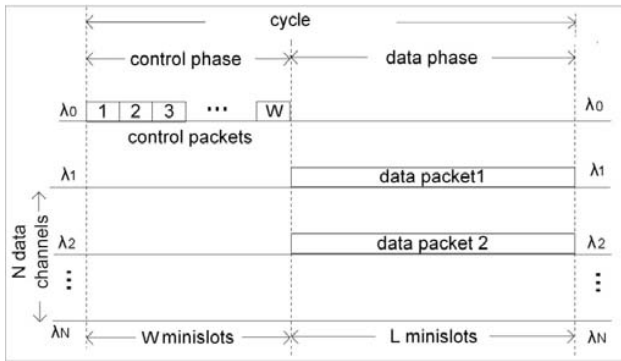 cycle
control phase
data phase
λ0 1 2 3 ... W λ0
control packets
λ1 data packet1 λ1
λ2 data packet 2 λ2
N data
channels
⋮ ⋮
λN W minislots L minislots λN